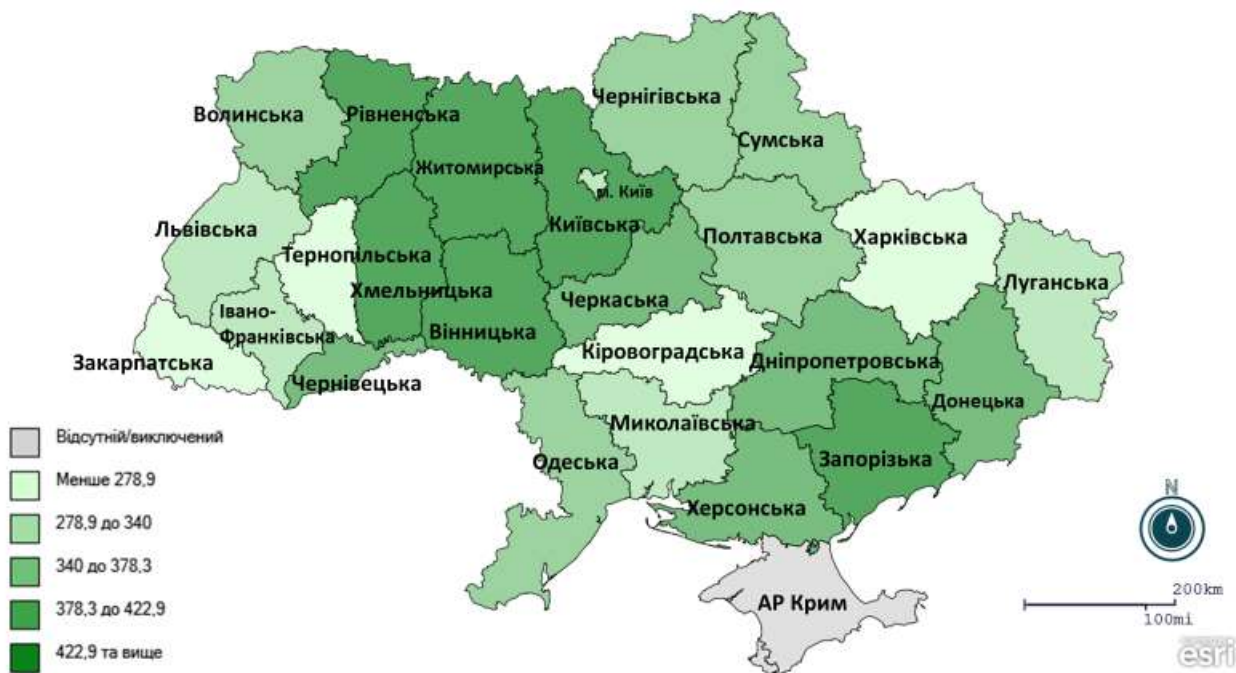 Волинська
Рівненська
Житомирська
Чернігівська
Сумська
м. Київ
Київська
Львівська
Тернопільська
Хмельницька
Вінницька
Черкаська
Полтавська
Харківська
Луганська
Івано-
Франківська
Закарпатська
Чернівецька
Кіровоградська
Дніпропетровська
Донецька
Миколаївська
Одеська
Запорізька
Херсонська
АР Крим
Відсутній/виключений
Менше 278,9
278,9 до 340
340 до 378,3
378,3 до 422,9
422,9 та вище
N
200km
100mi
esri